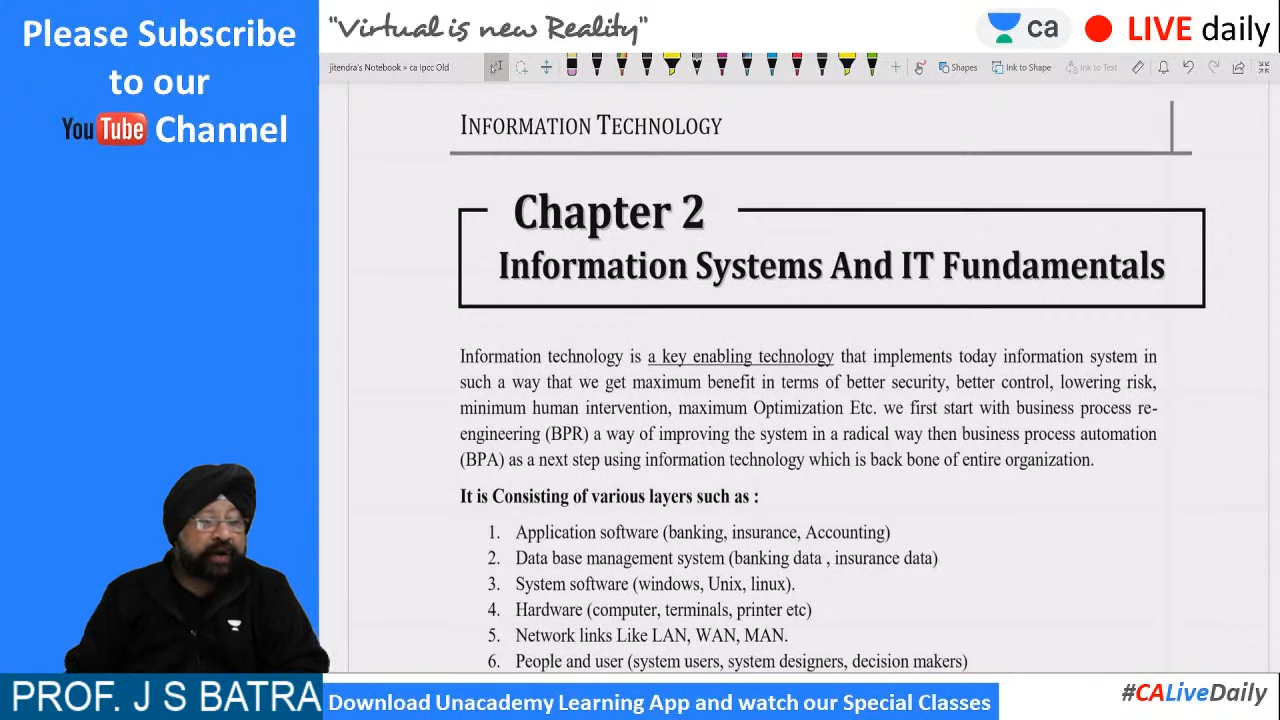 Please Subscribe
to our
YouTube Channel
"Virtual is new Reality"
ca LIVE daily
jitendra's Notebook » ca Ipcc Old
Shapes Ink to Shape Ink to Text
INFORMATION TECHNOLOGY
Chapter 2
Information Systems And IT Fundamentals
Information technology is a key enabling technology that implements today information system in
such a way that we get maximum benefit in terms of better security, better control, lowering risk,
minimum human intervention, maximum Optimization Etc. we first start with business process re-
engineering (BPR) a way of improving the system in a radical way then business process automation
(BPA) as a next step using information technology which is back bone of entire organization.
It is Consisting of various layers such as :
1. Application software (banking, insurance, Accounting)
2. Data base management system (banking data , insurance data)
3. System software (windows, Unix, linux).
4. Hardware (computer, terminals, printer etc)
5. Network links Like LAN, WAN, MAN.
6. People and user (system users, system designers, decision makers)
PROF. J S BATRA
Download Unacademy Learning App and watch our Special Classes
#CALiveDaily